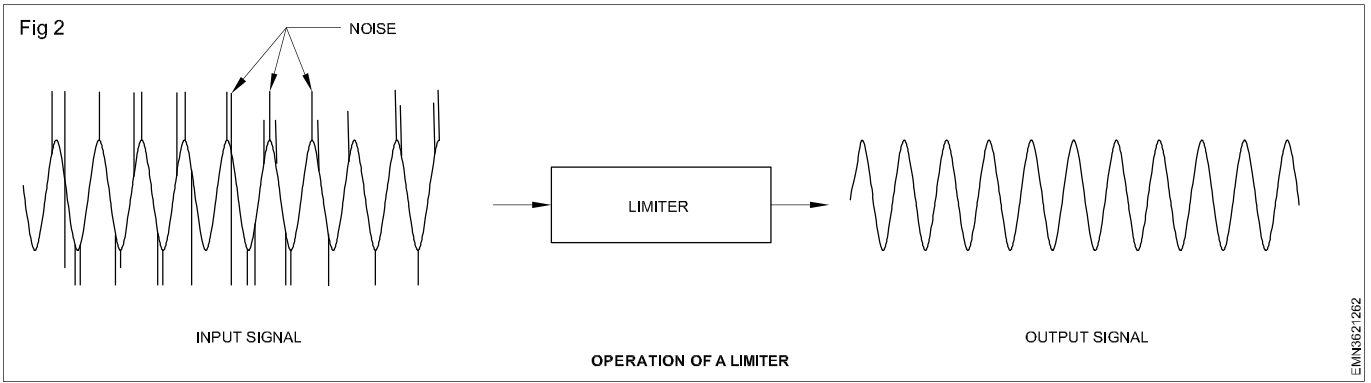 Fig 2
NOISE
LIMITER
INPUT SIGNAL
OUTPUT SIGNAL
OPERATION OF A LIMITER
EMN3621262